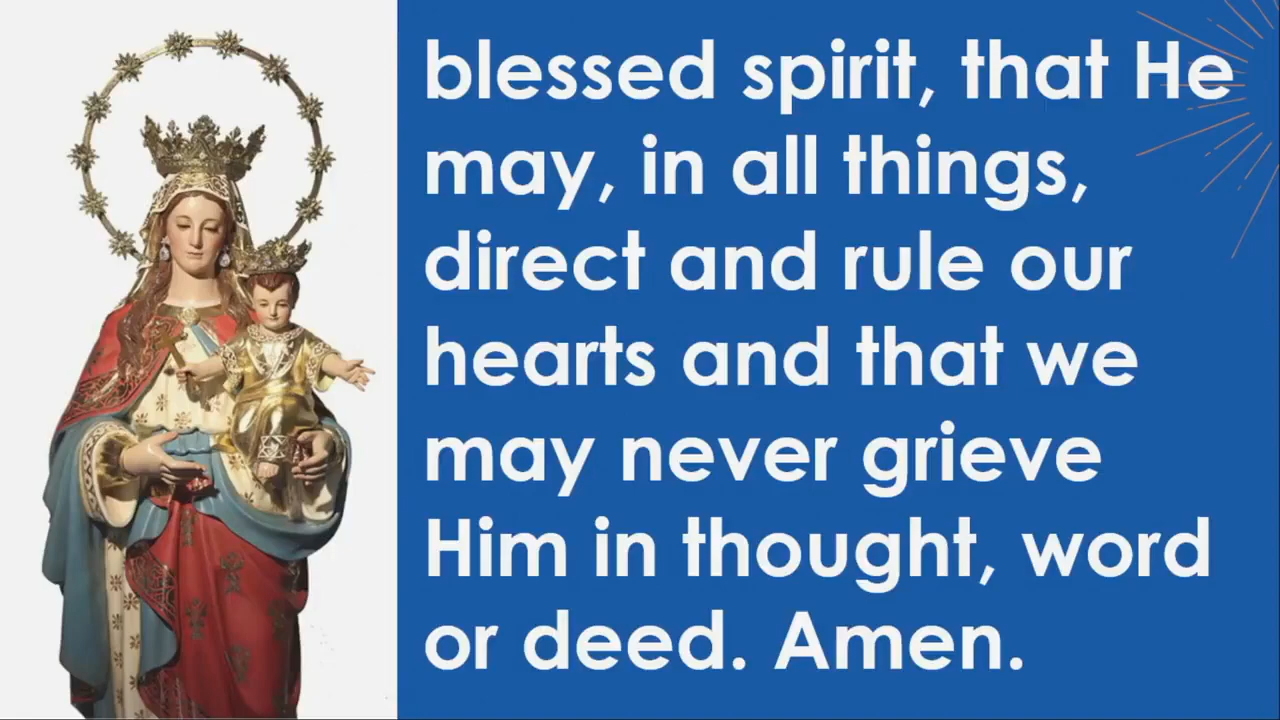 blessed spirit, that He
may, in all things,
direct and rule our
hearts and that we
may never grieve
Him in thought, word
or deed. Amen.